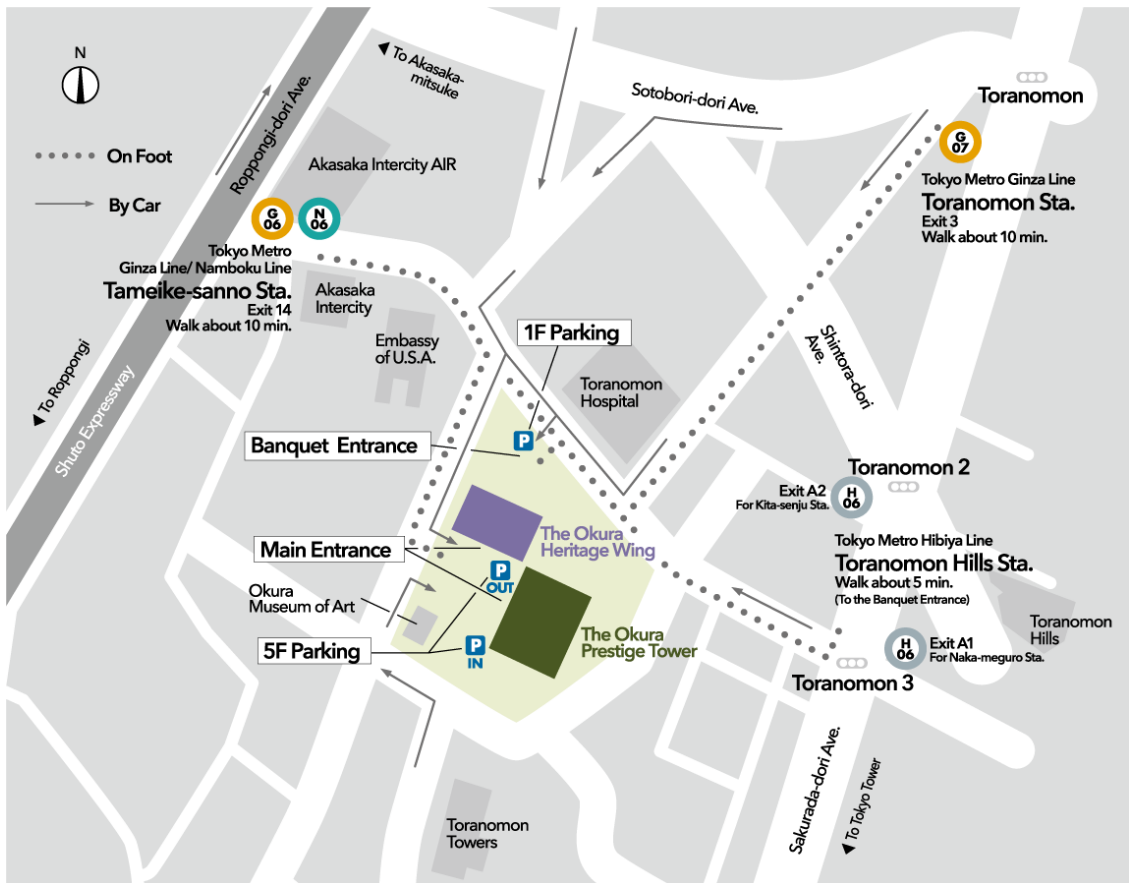 N
On Foot
By Car
To Akasaka-
mitsuke
Roppongi-dori Ave.
Sotobori-dori Ave.
Toranomon
G
07
Tokyo Metro Ginza Line
Toranomon Sta.
Exit 3
Walk about 10 min.
Akasaka Intercity AIR
G
06
N
06
Tokyo Metro
Ginza Line/ Namboku Line
Tameike-sanno Sta.
Exit 14
Walk about 10 min.
Akasaka
Intercity
Embassy
of U.S.A.
1F Parking
Toranomon
Hospital
Shintora-dori
Ave.
To Roppongi
Shuto Expressway
P
Banquet Entrance
Toranomon 2
Exit A2
For Kita-senju Sta.
H
06
The Okura
Heritage Wing
Main Entrance
Tokyo Metro Hibiya Line
Toranomon Hills Sta.
Walk about 5 min.
(To the Banquet Entrance)
P
OUT
Okura
Museum of Art
Toranomon
Hills
5F Parking
P
IN
The Okura
Prestige Tower
H
06
Exit A1
For Naka-meguro Sta.
Toranomon 3
Sakurada-dori Ave.
To Tokyo Tower
Toranomon
Towers